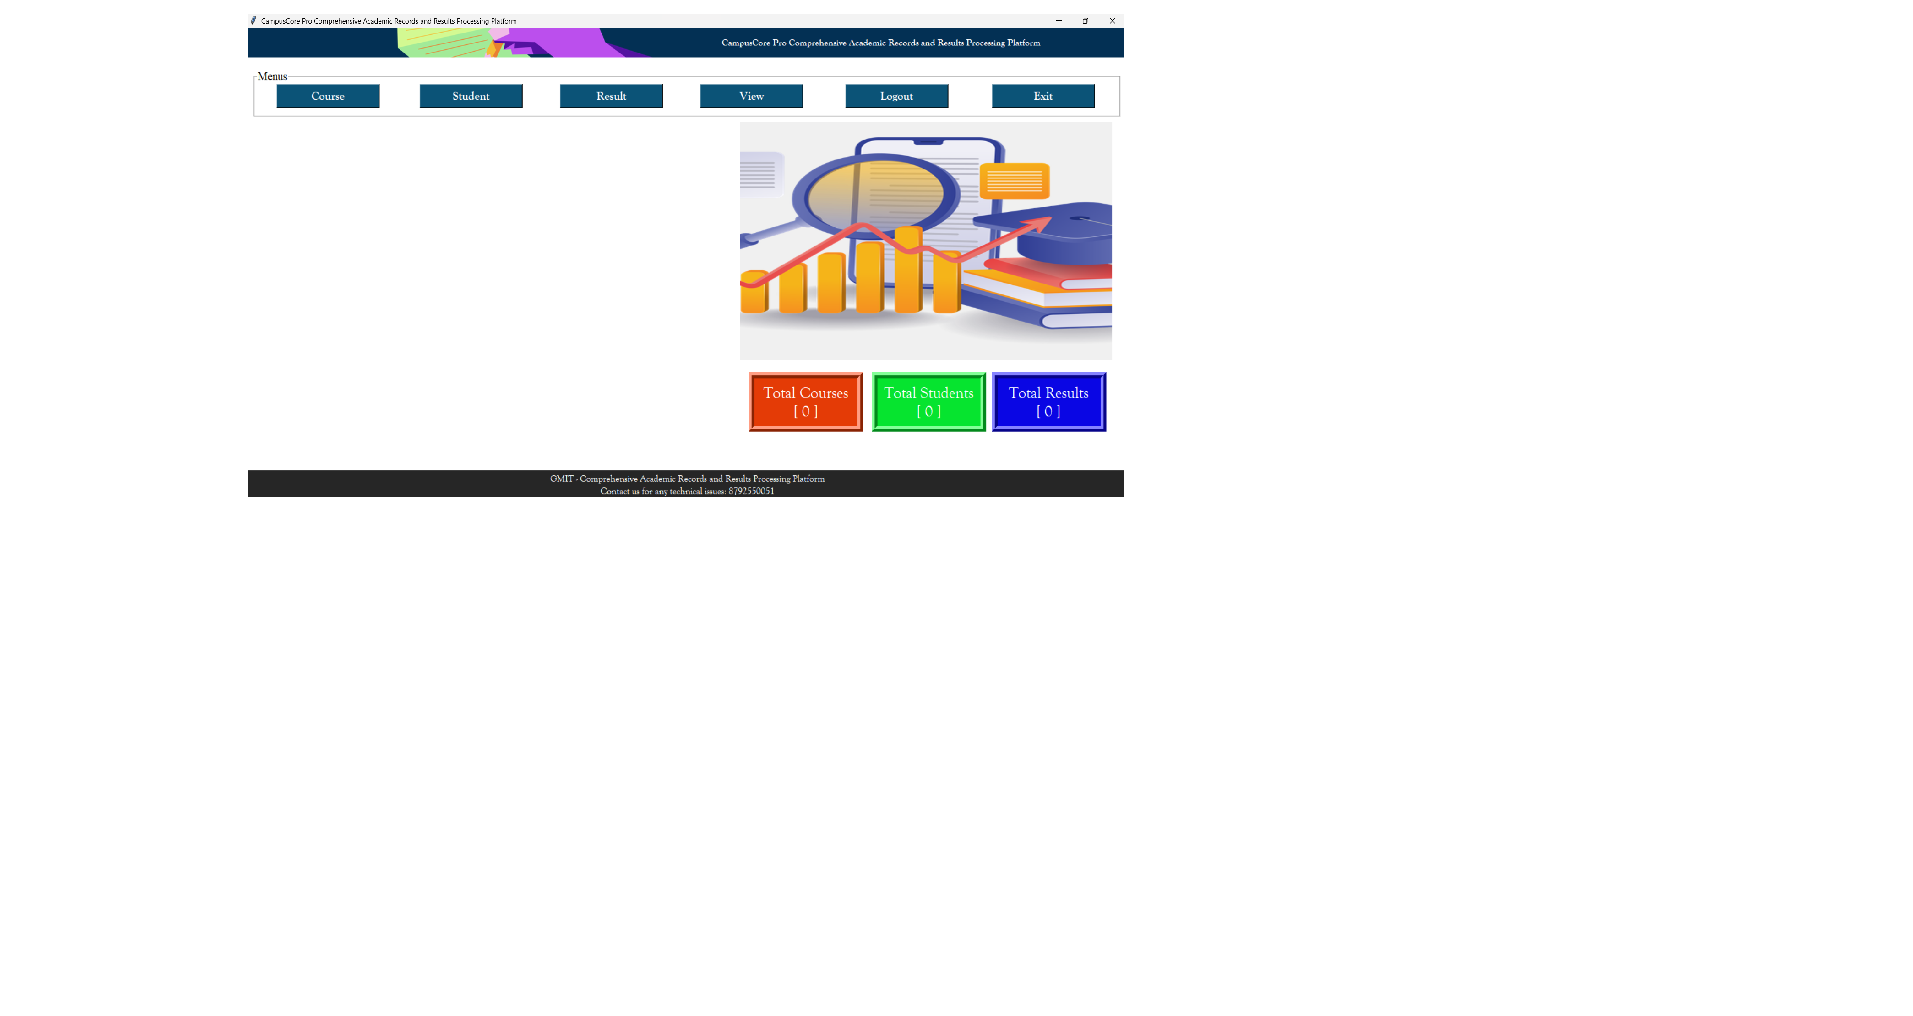 CampusCore Pro Comprehensive Academic Records and Results Processing Platform
CampusCore Pro Comprehensive Academic Records and Results Processing Platform
Menus
Course
Student
Result
View
Logout
Exit
Total Courses
[ 0 ]
Total Students
[ 0 ]
Total Results
[ 0 ]
GMIT - Comprehensive Academic Records and Results Processing Platform
Contact us for any technical issues: 8792550051